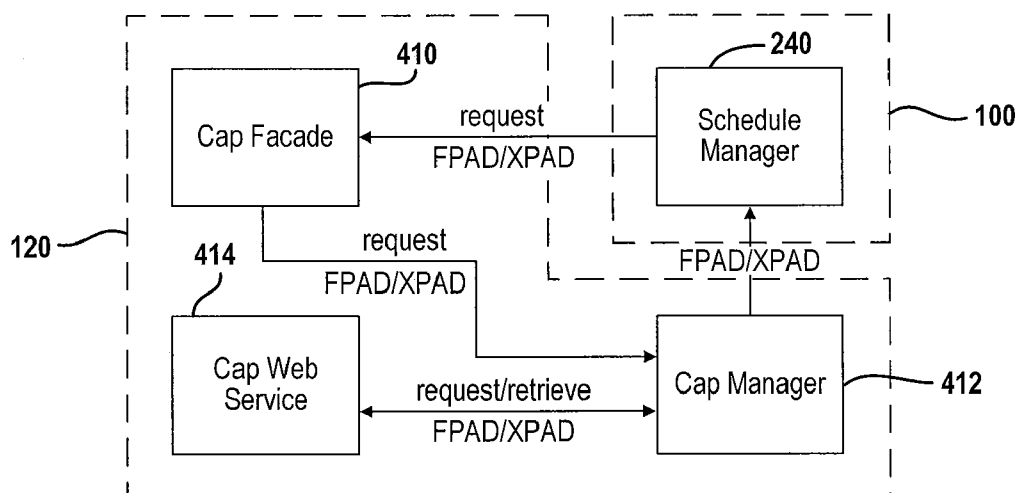 410
240
Cap Facade
request
FPAD/XPAD
Schedule
Manager
100
120
request
FPAD/XPAD
FPAD/XPAD
414
Cap Web
Service
request/retrieve
FPAD/XPAD
Cap Manager
412